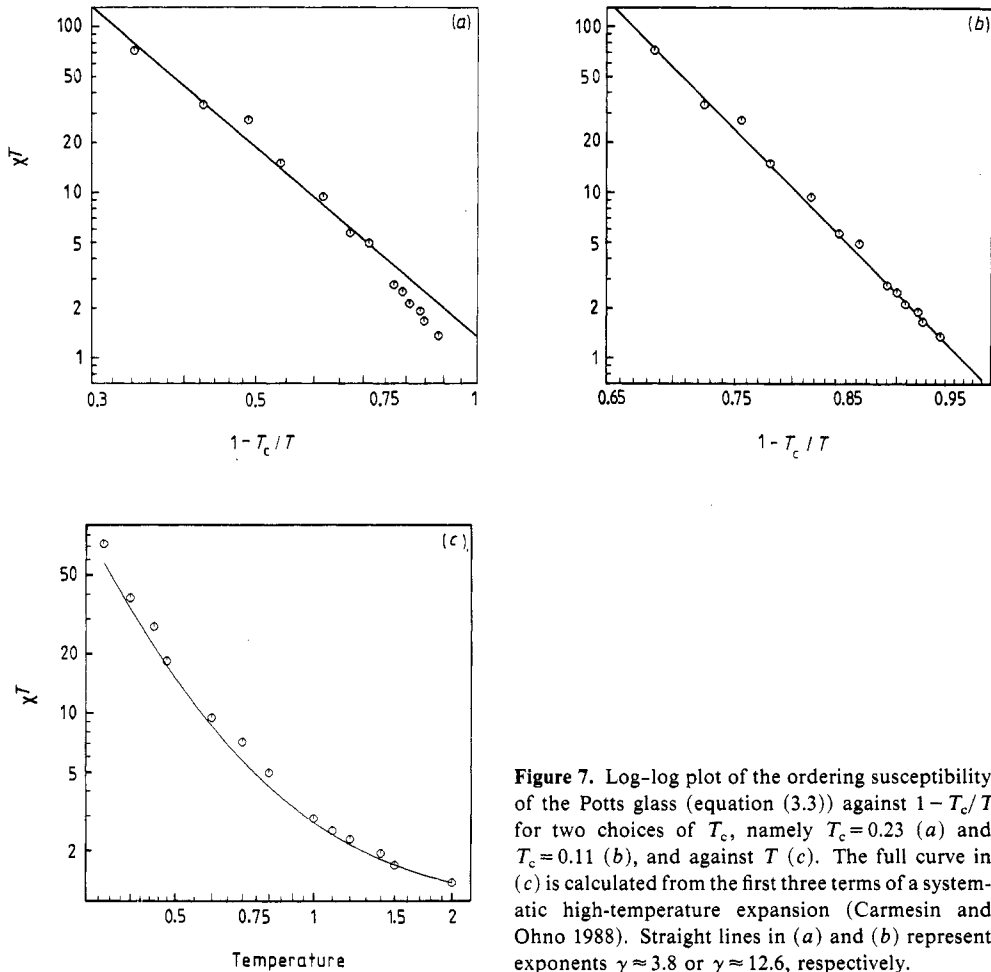 (a)
100
50
20
10
5
2
1
χT
0.3
0.5
0.75
1
1 − Tc / T
(b)
100
50
20
10
5
2
1
0.65
0.75
0.85
0.95
1 − Tc / T
(c)
50
20
10
5
2
χT
0.5
1
1.5
2
Temperature
Figure 7. Log–log plot of the ordering susceptibility
of the Potts glass (equation (3.3)) against 1 − Tc/T
for two choices of Tc, namely Tc = 0.23 (a) and
Tc = 0.11 (b), and against T (c). The full curve in
(c) is calculated from the first three terms of a system-
atic high-temperature expansion (Carmesin and
Ohno 1988). Straight lines in (a) and (b) represent
exponents γ ≈ 3.8 or γ ≈ 12.6, respectively.